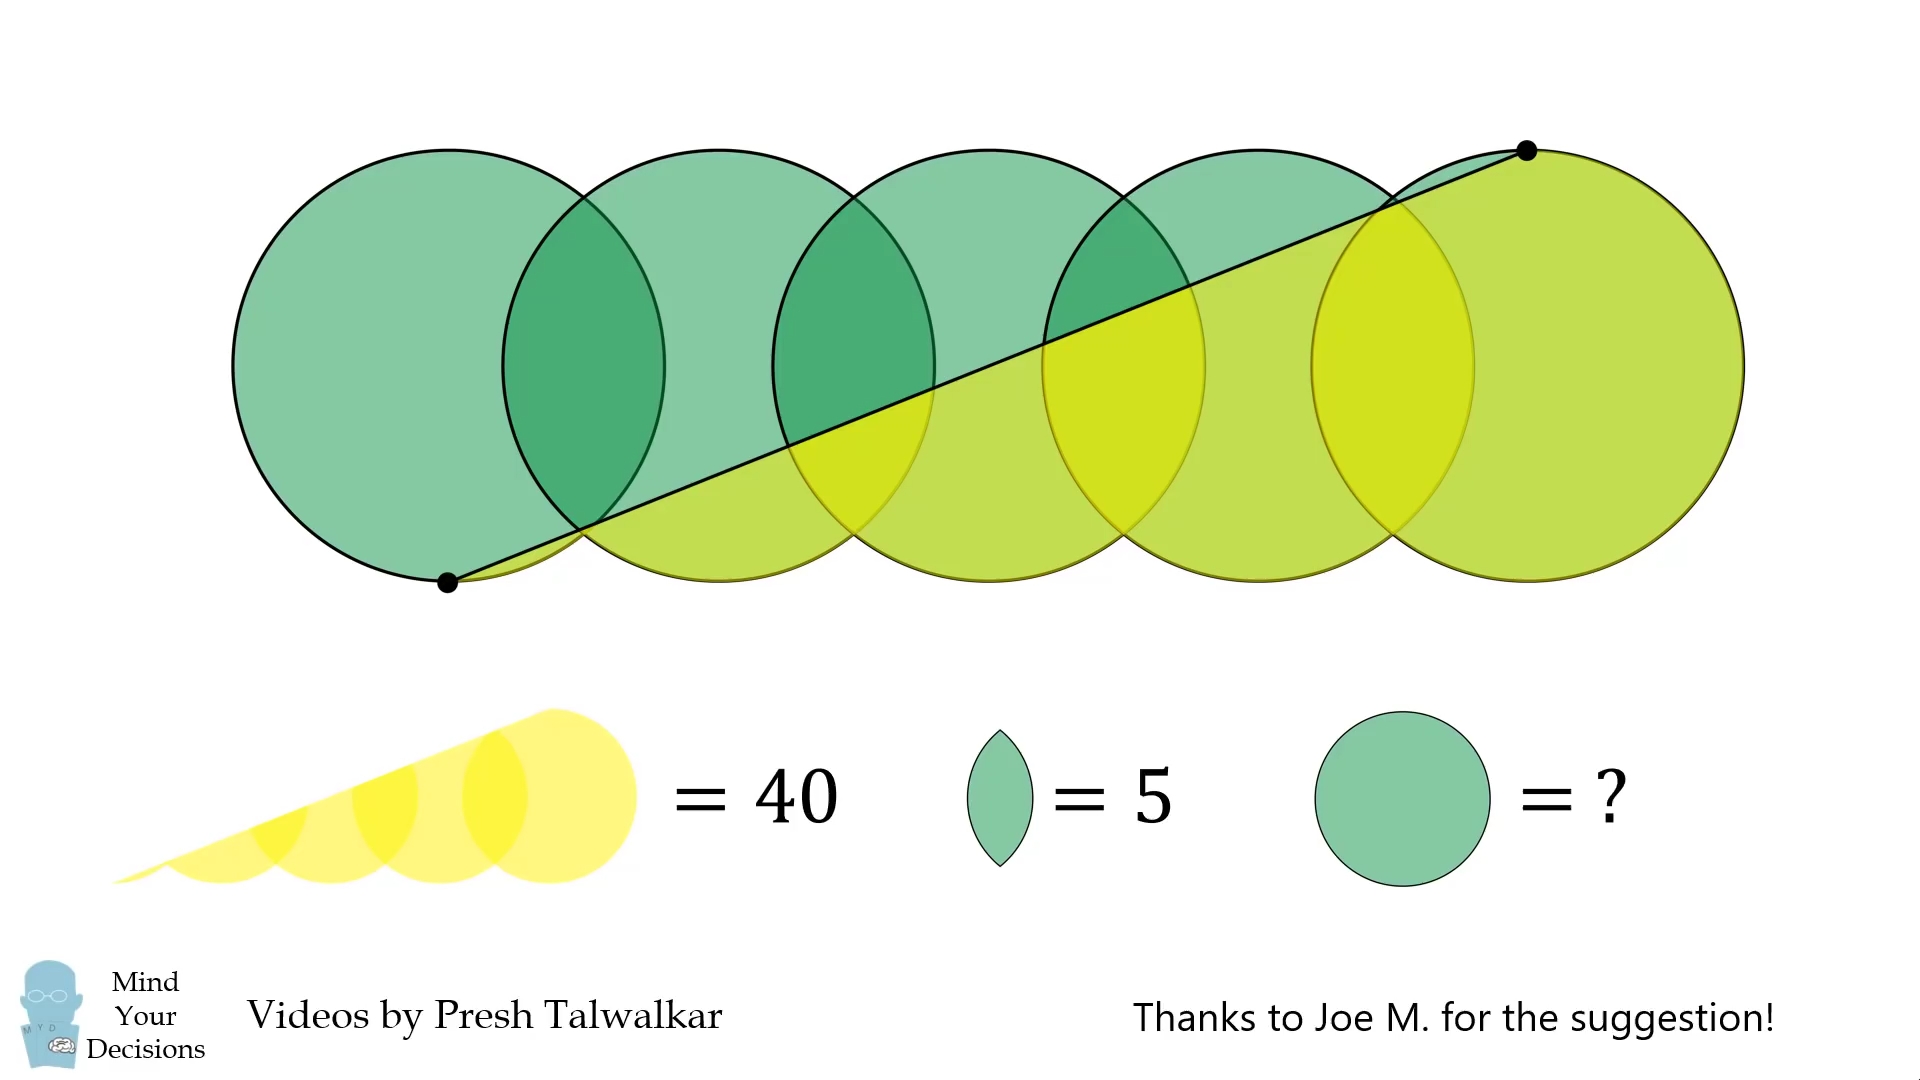 = 40
= 5
= ?
M Y D
Mind
Your
Decisions
Videos by Presh Talwalkar
Thanks to Joe M. for the suggestion!